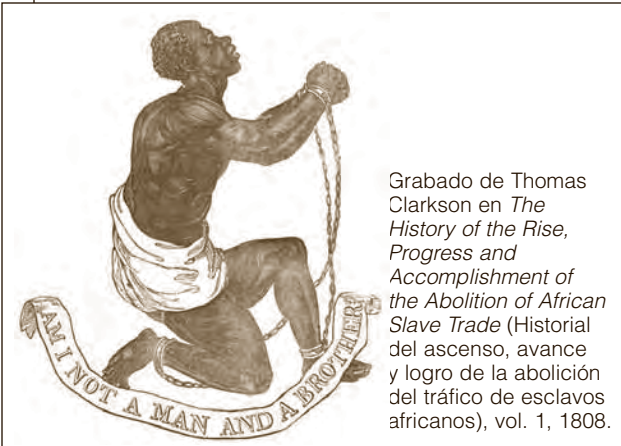 AM I NOT A MAN AND A BROTHER?
Grabado de Thomas
Clarkson en The
History of the Rise,
Progress and
Accomplishment of
the Abolition of African
Slave Trade (Historial
del ascenso, avance
y logro de la abolición
del tráfico de esclavos
africanos), vol. 1, 1808.